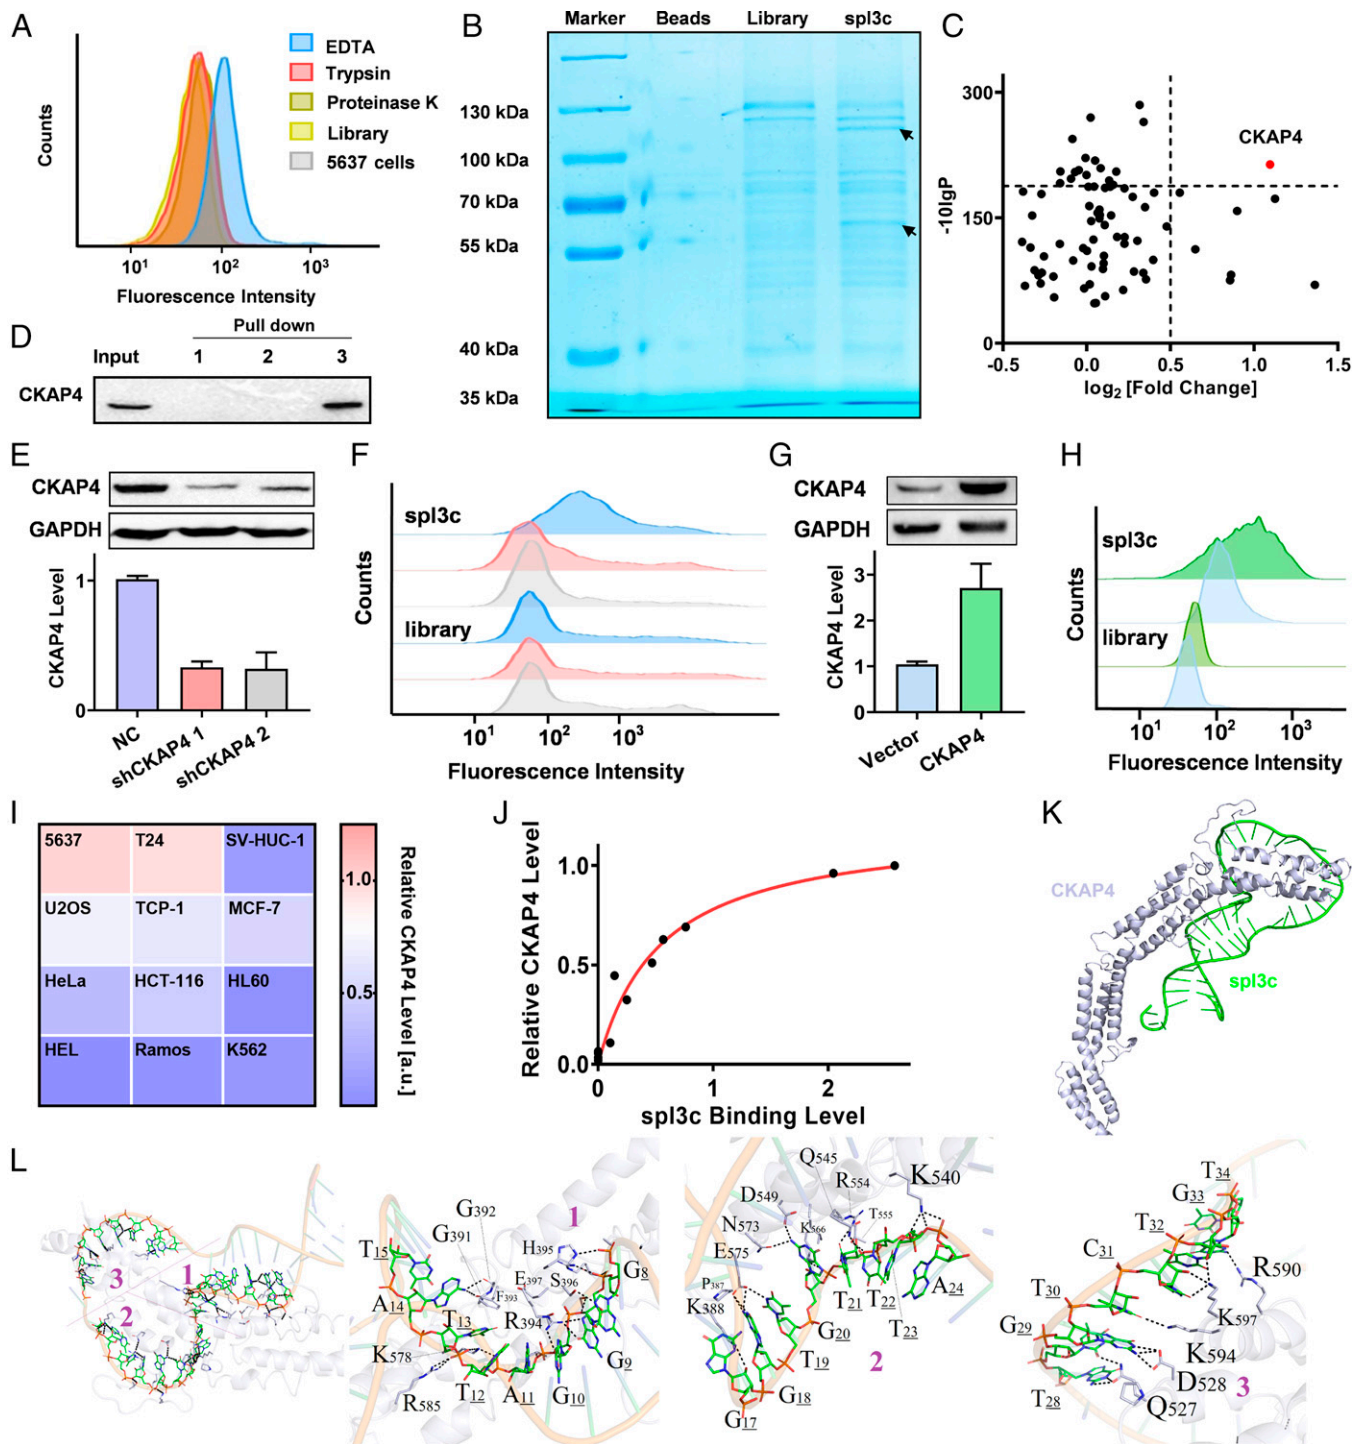 A
EDTA
Trypsin
Proteinase K
Library
5637 cells
Counts
10¹ 10² 10³
Fluorescence Intensity
B
Marker Beads Library spl3c
130 kDa
100 kDa
70 kDa
55 kDa
40 kDa
35 kDa
C
CKAP4
300
150
0
-10lgP
-0.5 0.0 0.5 1.0 1.5
log₂ [Fold Change]
D
Pull down
Input 1 2 3
CKAP4
E
CKAP4
GAPDH
CKAP4 Level
1
0
NC
shCKAP4 1
shCKAP4 2
F
spl3c
library
Counts
10¹ 10² 10³
Fluorescence Intensity
G
CKAP4
GAPDH
CKAP4 Level
3
2
1
0
Vector
CKAP4
H
spl3c
library
Counts
10¹ 10² 10³
Fluorescence Intensity
I
5637 T24 SV-HUC-1
U2OS TCP-1 MCF-7
HeLa HCT-116 HL60
HEL Ramos K562
1.0
0.5
Relative CKAP4 Level [a.u.]
J
Relative CKAP4 Level
1.0
0.5
0.0
0 1 2
spl3c Binding Level
K
CKAP4
spl3c
L
3
1
2
G392
G391
1
T15
H395
E397 S396
G8
A14
F393
T13
R394
K578
G9
R585
T12 A11 G10
Q545
D549
R554
K540
N573
K566
T555
E575
P387
K388
T21 T22
A24
G20
T23
T19
2
G18
G17
T34
G33
T32
C31
R590
T30
K597
G29
K594
D528
3
T28
Q527